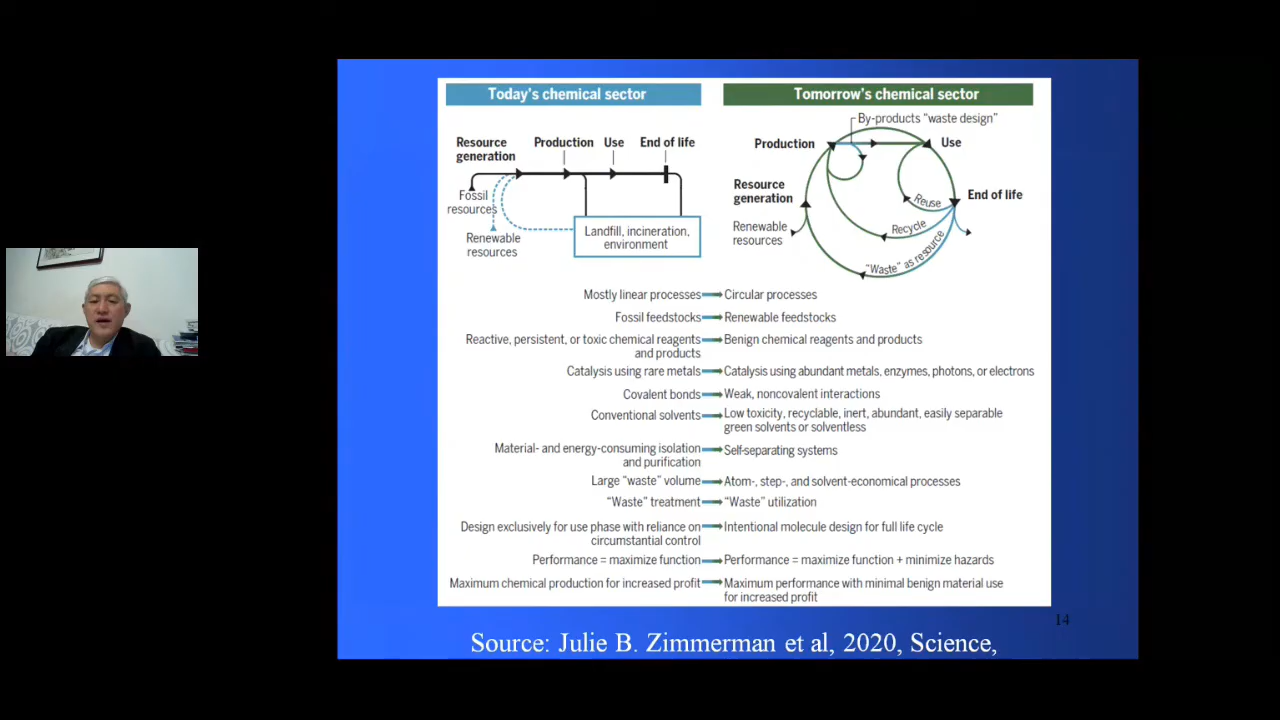 Today's chemical sector
Resource
generation
Production
Use
End of life
Fossil
resources
Renewable
resources
Landfill, incineration,
environment
Tomorrow's chemical sector
By-products “waste design”
Production
Use
Resource
generation
End of life
Renewable
resources
Reuse
Recycle
“Waste” as resource
Mostly linear processes
Circular processes
Fossil feedstocks
Renewable feedstocks
Reactive, persistent, or toxic chemical reagents
and products
Benign chemical reagents and products
Catalysis using rare metals
Catalysis using abundant metals, enzymes, photons, or electrons
Covalent bonds
Weak, noncovalent interactions
Conventional solvents
Low toxicity, recyclable, inert, abundant, easily separable
green solvents or solventless
Material- and energy-consuming isolation
and purification
Self-separating systems
Large “waste” volume
Atom-, step-, and solvent-economical processes
“Waste” treatment
“Waste” utilization
Design exclusively for use phase with reliance on
circumstantial control
Intentional molecule design for full life cycle
Performance = maximize function
Performance = maximize function + minimize hazards
Maximum chemical production for increased profit
Maximum performance with minimal benign material use
for increased profit
14
Source: Julie B. Zimmerman et al, 2020, Science,